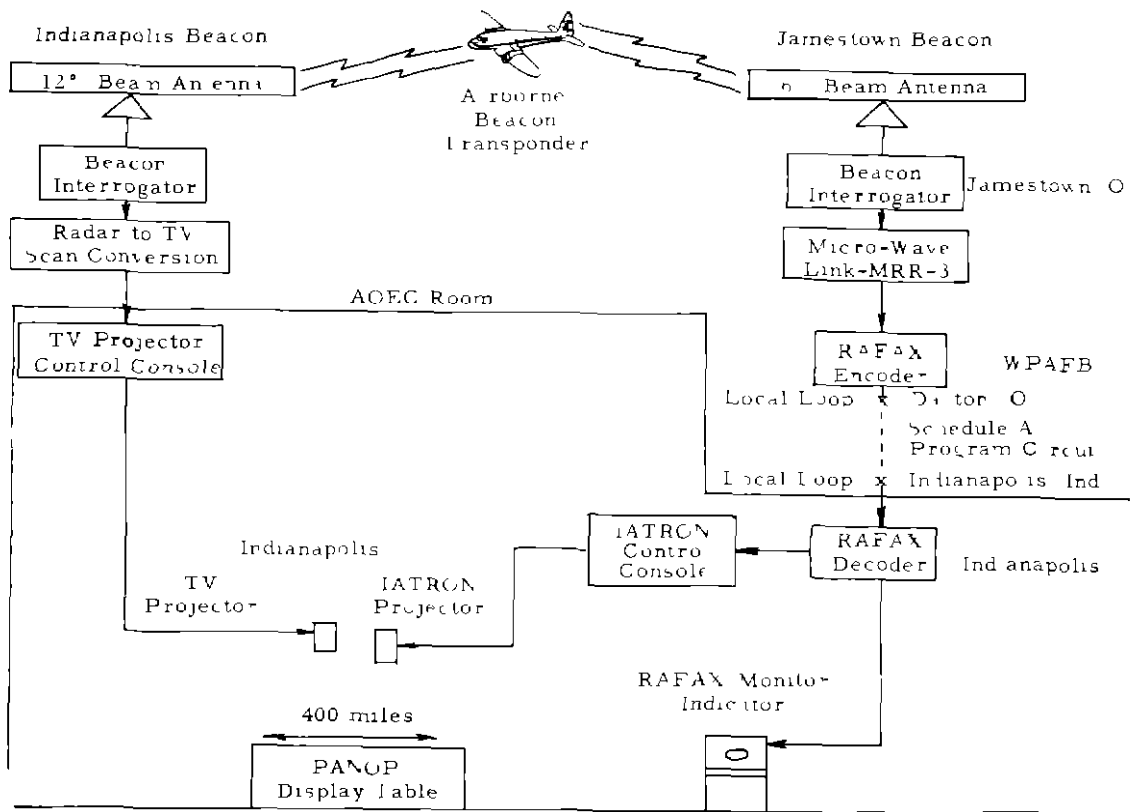 Indianapolis Beacon
Jamestown Beacon
12° Beam Antenna
Beam Antenna
Airborne
Beacon
Transponder
Beacon
Interrogator
Beacon
Interrogator
Jamestown O
Radar to TV
Scan Conversion
Micro-Wave
Link-MRR-3
AOEC Room
TV Projector
Control Console
RAFAX
Encoder
WPAFB
Local Loop x Dayton O
Schedule A
Program Circuit
Local Loop x Indianapolis Ind
IATRON
Control
Console
RAFAX
Decoder
Indianapolis
Indianapolis
TV
Projector
IATRON
Projector
RAFAX Monitor
Indicator
400 miles
PANOP
Display Table